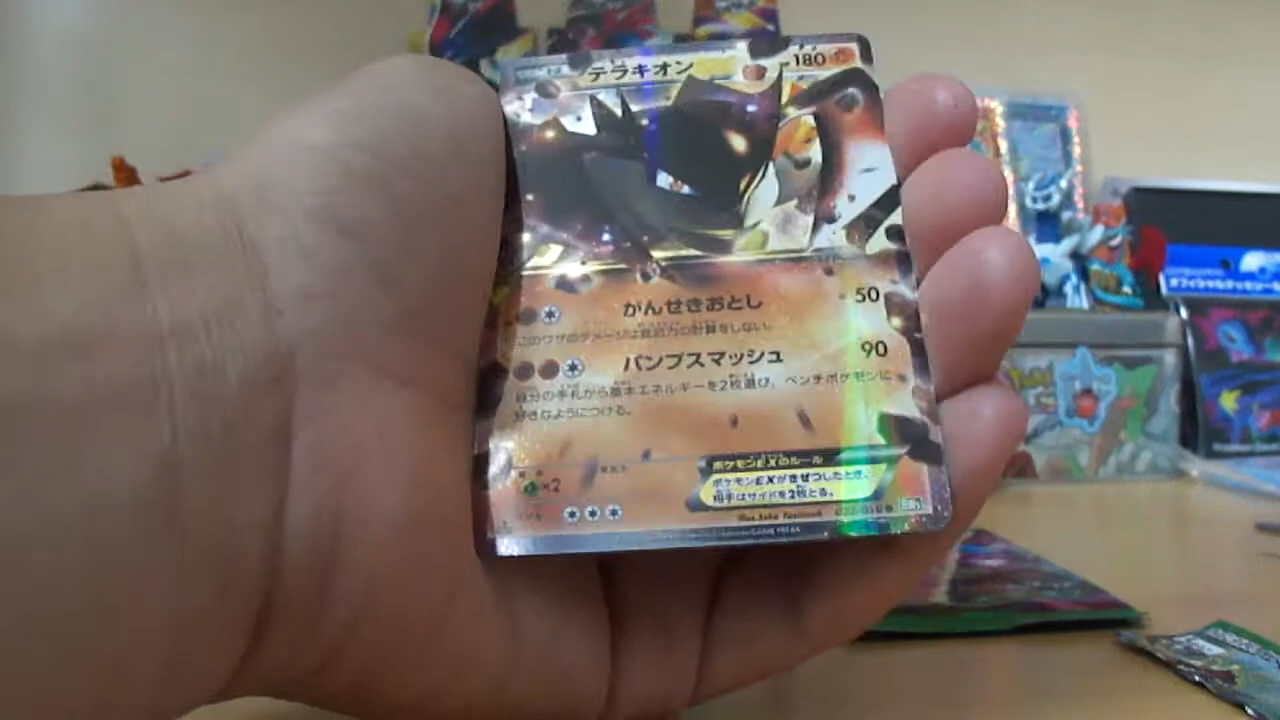 テラキオン
180
がんせきおとし
50
このワザのダメージは抵抗力の計算をしない。
パンプスマッシュ
90
自分の手札から基本エネルギーを2枚選び、ベンチポケモンに
好きなようにつける。
×2
ポケモンEXのルール
ポケモンEXがきぜつしたとき、
相手はサイドを2枚とる。